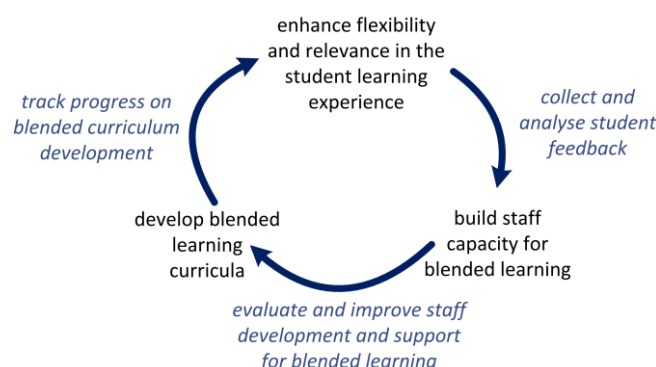 enhance flexibility
and relevance in the
student learning
experience
collect and
analyse student
feedback
build staff
capacity for
blended learning
evaluate and improve staff
development and support
for blended learning
develop blended
learning
curricula
track progress on
blended curriculum
development